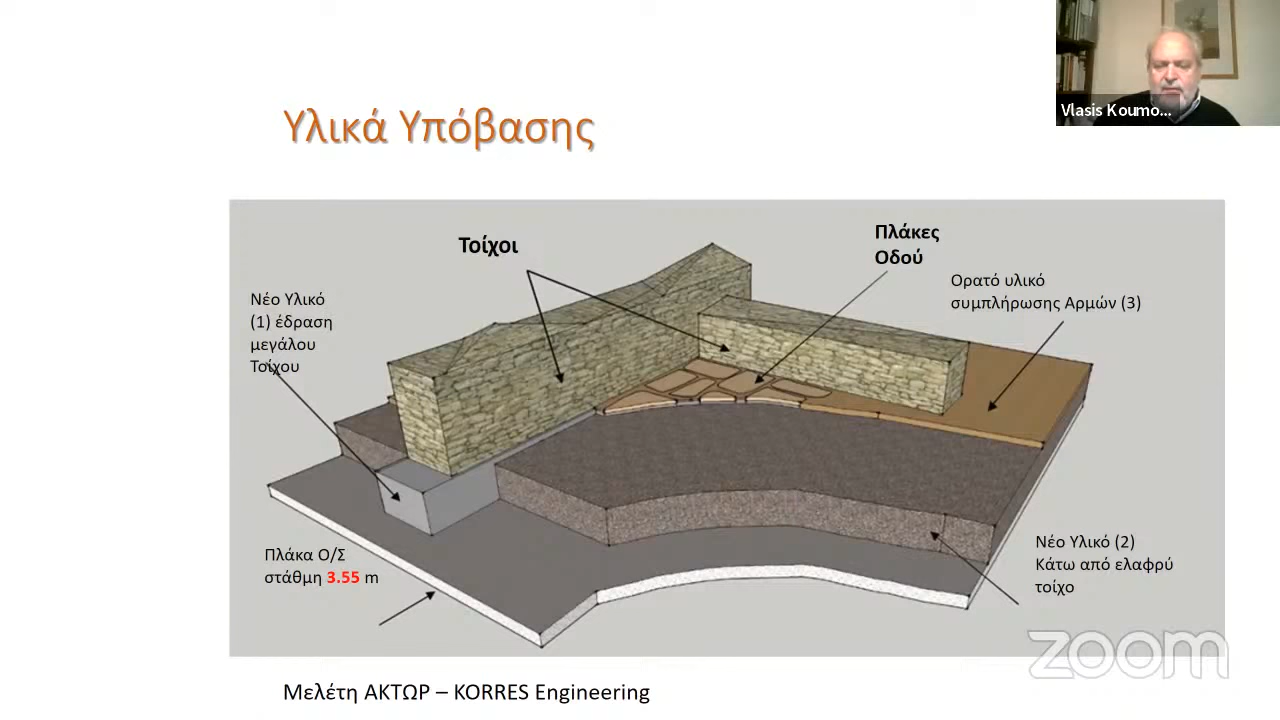 Vlasis Koumo...
Υλικά Υπόβασης
Τοίχοι
Πλάκες
Οδού
Ορατό υλικό
συμπλήρωσης Αρμών (3)
Νέο Υλικό
(1) έδραση
μεγάλου
Τοίχου
Πλάκα Ο/Σ
στάθμη 3.55 m
Νέο Υλικό (2)
Κάτω από ελαφρύ
τοίχο
zoom
Μελέτη ΑΚΤΩΡ – KORRES Engineering